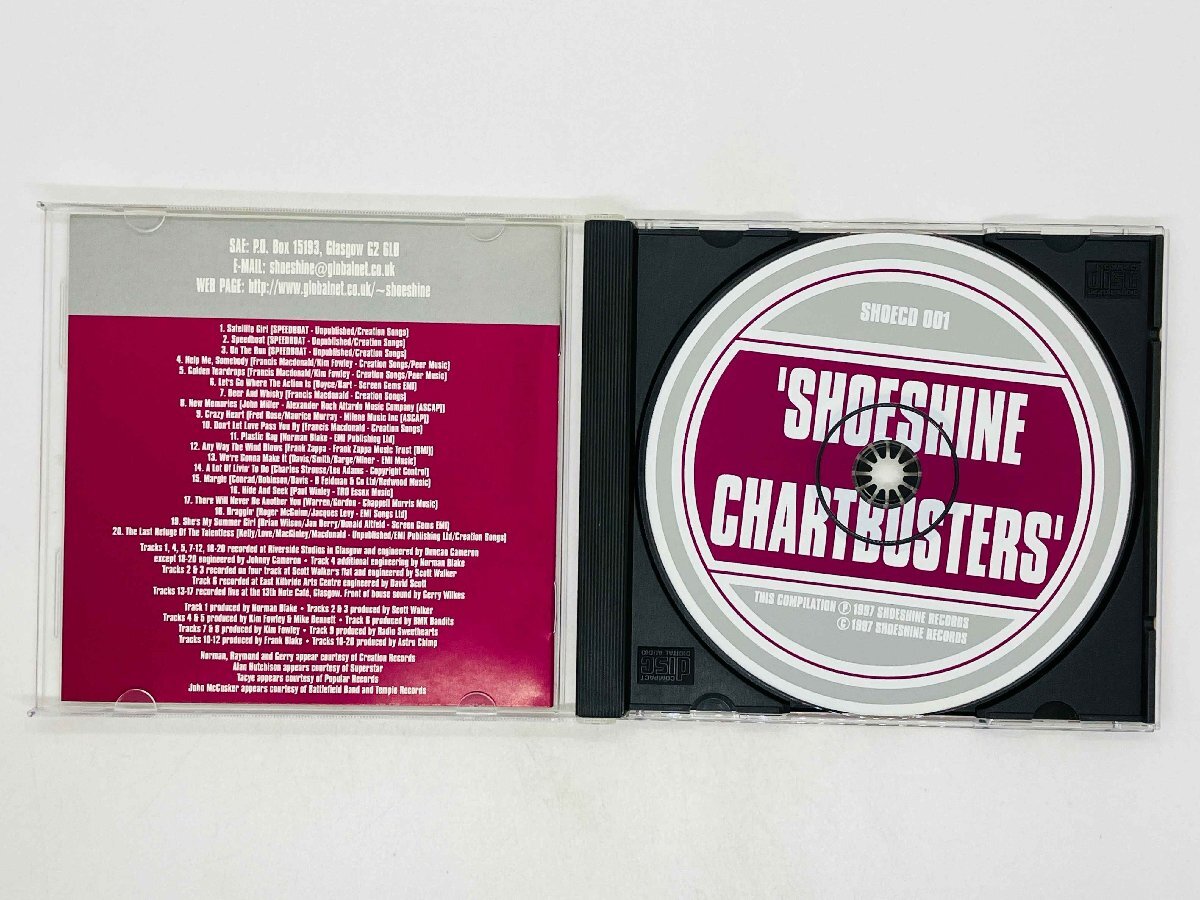 SAE: P.O. Box 15193, Glasgow G2 6LB
E-MAIL: shoeshine@globalnet.co.uk
WEB PAGE: http://www.globalnet.co.uk/~shoeshine
1. Satellite Girl [SPEEDBOAT - Unpublished/Creation Songs)
2. Speedboat [SPEEDBOAT - Unpublished/Creation Songs)
3. On The Run [SPEEDBOAT - Unpublished/Creation Songs)
4. Help Me, Somebody [Francis Macdonald/Kim Fowley - Creation Songs/Peer Music]
5. Golden Teardrops [Francis Macdonald/Kim Fowley - Creation Songs/Peer Music]
6. Let's Go Where The Action Is [Boyce/Hart - Screen Gems EMI]
7. Beer And Whisky [Francis Macdonald - Creation Songs]
8. New Memories [John Miller - Alexander Roch Altardo Music Company [ASCAP]]
9. Crazy Heart [Fred Rose/Maurice Murray - Milene Music Inc [ASCAP]]
10. Don't Let Love Pass You By [Francis Macdonald - Creation Songs]
11. Plastic Bag [Norman Blake - EMI Publishing Ltd]
12. Any Way The Wind Blows [Frank Zappa - Frank Zappa Music Trust [BMI]]
13. We're Gonna Make It [Davis/Smith/Barge/Miner - EMI Music]
14. A Lot Of Livin' To Do [Charles Strouse/Lee Adams - Copyright Control]
15. Margie [Conrad/Robinson/Davis - B Feldman & Co Ltd/Redwood Music]
16. Hide And Seek [Paul Winley - TRO Essex Music]
17. There Will Never Be Another You [Warren/Gordon - Chappell Morris Music]
18. Draggin' [Roger McGuinn/Jacques Levy - EMI Songs Ltd]
19. She's My Summer Girl [Brian Wilson/Jan Berry/Donald Altfeld - Screen Gems EMI]
20. The Last Refuge Of The Talentless [Kelly/Love/MacGinley/Macdonald - Unpublished/EMI Publishing Ltd/Creation Songs]
Tracks 1, 4, 5, 7-12, 18-20 recorded at Riverside Studios in Glasgow and engineered by Duncan Cameron
except 18-20 engineered by Johnny Cameron • Track 4 additional engineering by Norman Blake
Tracks 2 & 3 recorded on four track at Scott Walker's flat and engineered by Scott Walker
Track 6 recorded at East Kilbride Arts Centre engineered by David Scott
Tracks 13-17 recorded live at the 13th Note Café, Glasgow. Front of house sound by Gerry Wilkes
Track 1 produced by Norman Blake • Tracks 2 & 3 produced by Scott Walker
Tracks 4 & 5 produced by Kim Fowley & Mike Bennett • Track 6 produced by BMX Bandits
Tracks 7 & 8 produced by Kim Fowley • Track 9 produced by Radio Sweethearts
Tracks 10-12 produced by Frank Blake • Tracks 18-20 produced by Astro Chimp
Norman, Raymond and Gerry appear courtesy of Creation Records
Alan Hutchison appears courtesy of Superstar
Tacye appears courtesy of Popular Records
John McCusker appears courtesy of Battlefield Band and Temple Records
SHOECD 001
'SHOESHINE
CHARTBUSTERS'
THIS COMPILATION Ⓟ 1997 SHOESHINE RECORDS
© 1997 SHOESHINE RECORDS
COMPACT
disc
DIGITAL AUDIO